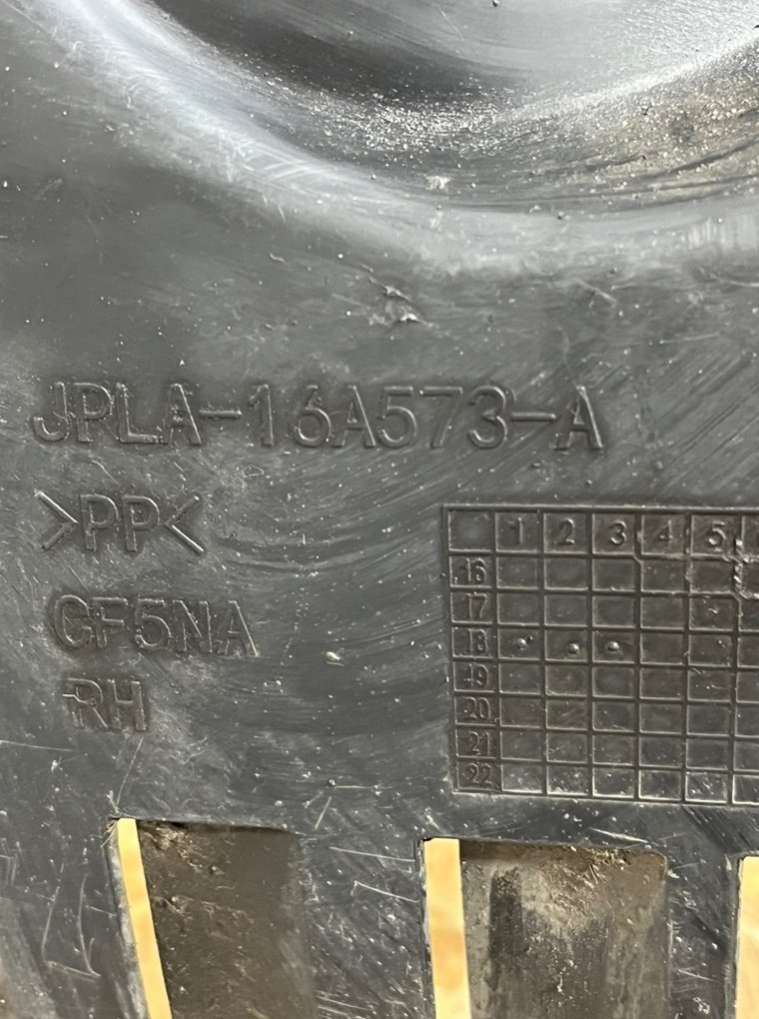 JPLA-16A573-A
>PP<
GF5NA
RH
1 2 3 4 5
16
17
18
19
20
21
22